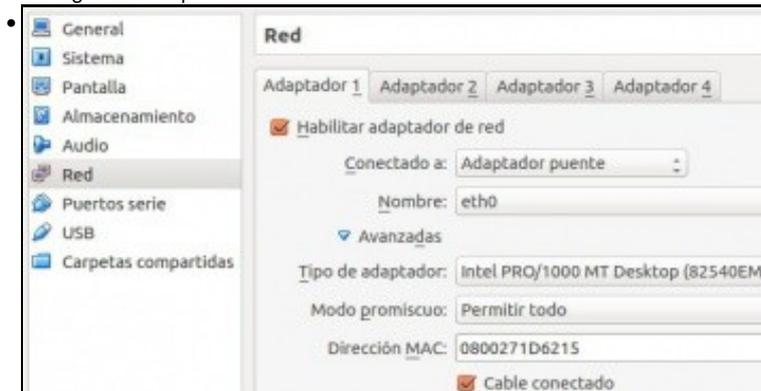 General
Sistema
Pantalla
Almacenamiento
Audio
Red
Puertos serie
USB
Carpetas compartidas
Red
Adaptador 1 Adaptador 2 Adaptador 3 Adaptador 4
Habilitar adaptador de red
Conectado a: Adaptador puente
Nombre: eth0
Avanzadas
Tipo de adaptador: Intel PRO/1000 MT Desktop (82540EM
Modo promiscuo: Permitir todo
Dirección MAC: 0800271D6215
Cable conectado